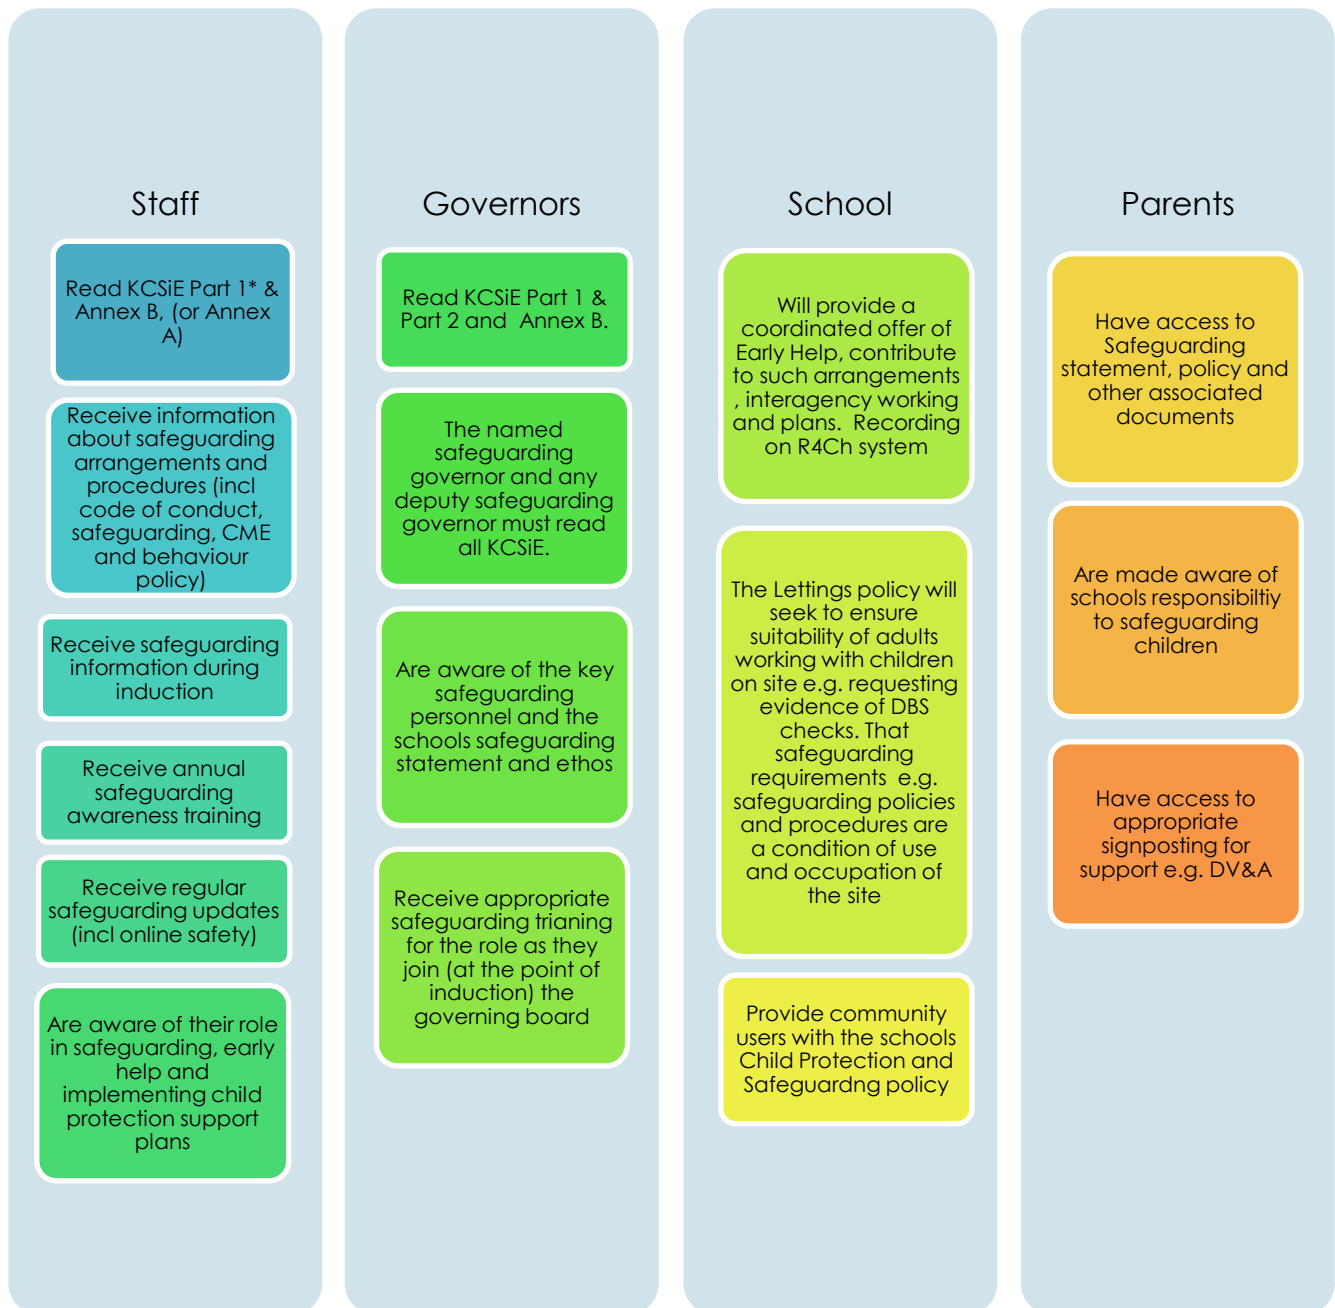 Staff
Read KCSiE Part 1* &
Annex B, (or Annex
A)
Receive information
about safeguarding
arrangements and
procedures (incl
code of conduct,
safeguarding, CME
and behaviour
policy)
Receive safeguarding
information during
induction
Receive annual
safeguarding
awareness training
Receive regular
safeguarding updates
(incl online safety)
Are aware of their role
in safeguarding, early
help and
implementing child
protection support
plans
Governors
Read KCSiE Part 1 &
Part 2 and Annex B.
The named
safeguarding
governor and any
deputy safeguarding
governor must read
all KCSiE.
Are aware of the key
safeguarding
personnel and the
schools safeguarding
statement and ethos
Receive appropriate
safeguarding trianing
for the role as they
join (at the point of
induction) the
governing board
School
Will provide a
coordinated offer of
Early Help, contribute
to such arrangements
, interagency working
and plans. Recording
on R4Ch system
The Lettings policy will
seek to ensure
suitability of adults
working with children
on site e.g. requesting
evidence of DBS
checks. That
safeguarding
requirements e.g.
safeguarding policies
and procedures are
a condition of use
and occupation of
the site
Provide community
users with the schools
Child Protection and
Safeguardng policy
Parents
Have access to
Safeguarding
statement, policy and
other associated
documents
Are made aware of
schools responsibiltiy
to safeguarding
children
Have access to
appropriate
signposting for
support e.g. DV&A